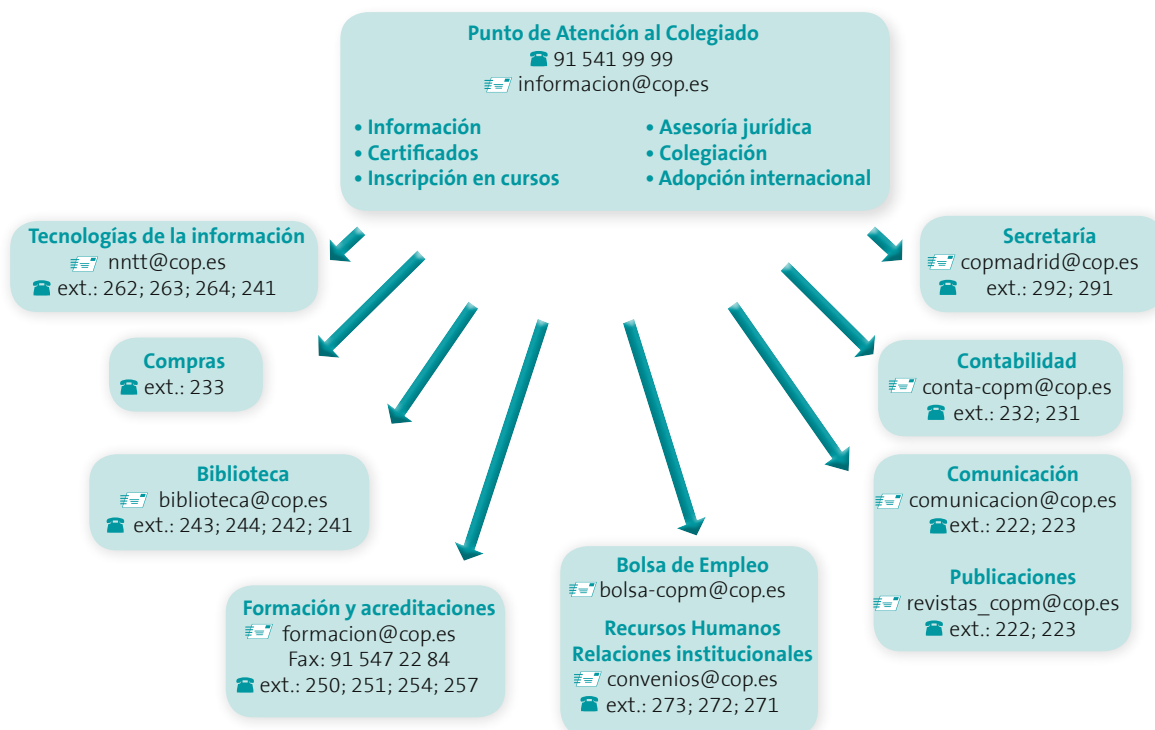 Punto de Atención al Colegiado
91 541 99 99
informacion@cop.es
• Información
• Certificados
• Inscripción en cursos
• Asesoría jurídica
• Colegiación
• Adopción internacional
Tecnologías de la información
nntt@cop.es
ext.: 262; 263; 264; 241
Compras
ext.: 233
Biblioteca
biblioteca@cop.es
ext.: 243; 244; 242; 241
Formación y acreditaciones
formacion@cop.es
Fax: 91 547 22 84
ext.: 250; 251; 254; 257
Bolsa de Empleo
bolsa-copm@cop.es
Recursos Humanos
Relaciones institucionales
convenios@cop.es
ext.: 273; 272; 271
Secretaría
copmadrid@cop.es
ext.: 292; 291
Contabilidad
conta-copm@cop.es
ext.: 232; 231
Comunicación
comunicacion@cop.es
ext.: 222; 223
Publicaciones
revistas_copm@cop.es
ext.: 222; 223